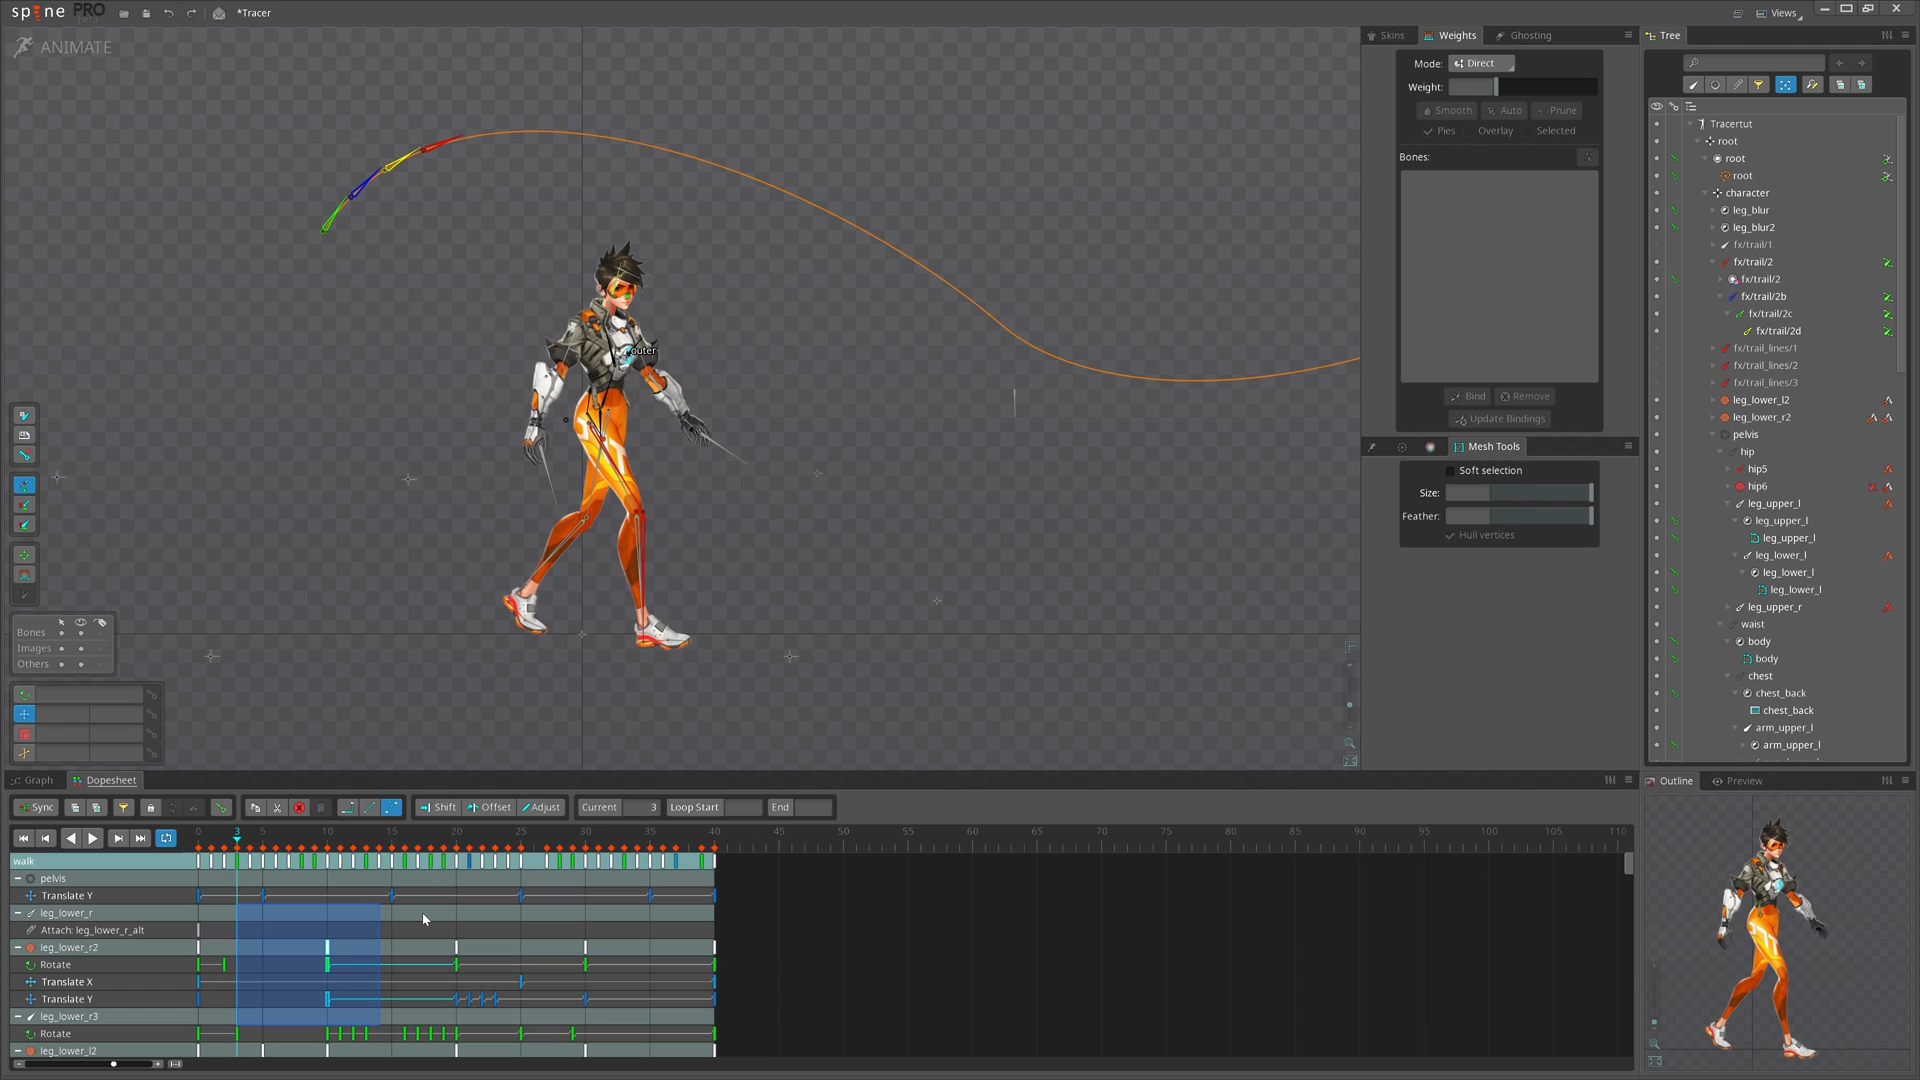 spine PRO
beta
*Tracer
Views
ANIMATE
outer
Bones
Images
Others
Skins
Weights
Ghosting
Mode: Direct
Weight:
Smooth Auto Prune
Pies Overlay Selected
Bones:
Bind Remove
Update Bindings
Mesh Tools
Soft selection
Size:
Feather:
Hull vertices
Tree
Tracertut
root
root
root
character
leg_blur
leg_blur2
fx/trail/1
fx/trail/2
fx/trail/2
fx/trail/2b
fx/trail/2c
fx/trail/2d
fx/trail_lines/1
fx/trail_lines/2
fx/trail_lines/3
leg_lower_l2
leg_lower_r2
pelvis
hip
hip5
hip6
leg_upper_l
leg_upper_l
leg_upper_l
leg_lower_l
leg_lower_l
leg_lower_l
leg_upper_r
waist
body
body
chest
chest_back
chest_back
arm_upper_l
arm_upper_l
Graph Dopesheet
Sync Shift Offset Adjust Current 3 Loop Start End
0 3 5 10 15 20 25 30 35 40 45 50 55 60 65 70 75 80 85 90 95 100 105 110
walk
pelvis
Translate Y
leg_lower_r
Attach: leg_lower_r_alt
leg_lower_r2
Rotate
Translate X
Translate Y
leg_lower_r3
Rotate
leg_lower_l2
Outline Preview